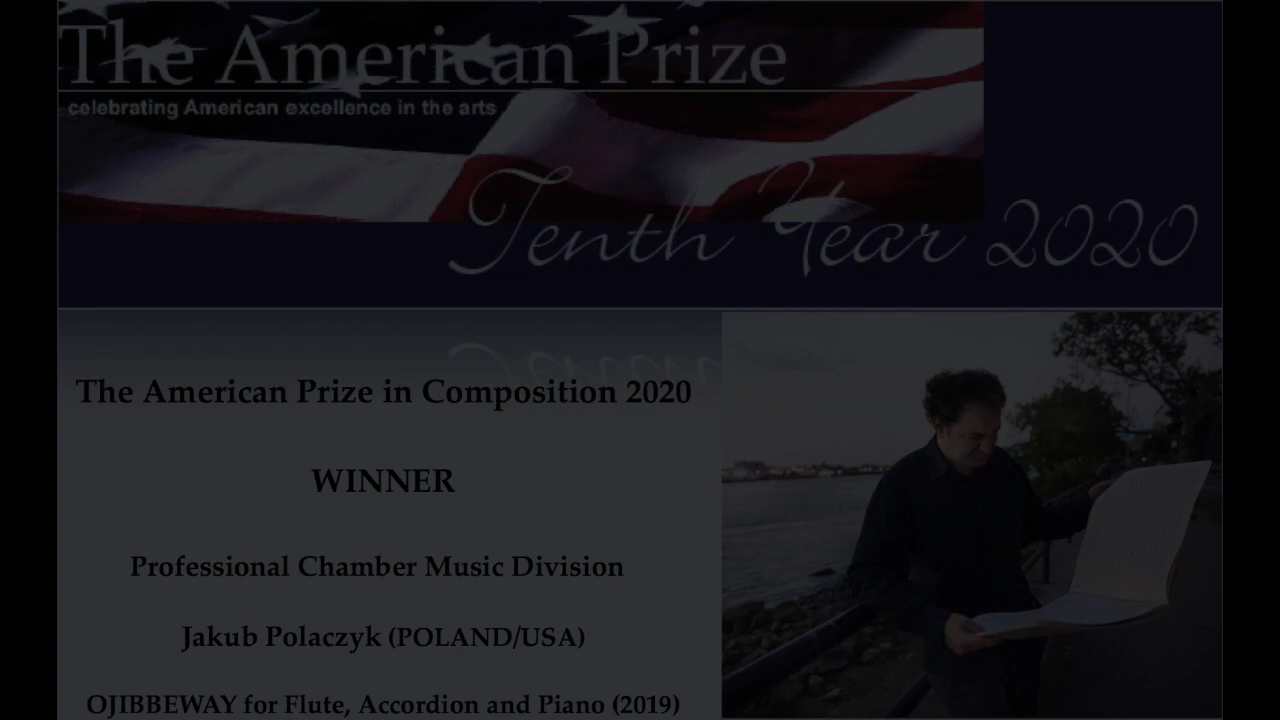 The American Prize
celebrating American excellence in the arts
Tenth Year 2020
The American Prize in Composition 2020
WINNER
Professional Chamber Music Division
Jakub Polaczyk (POLAND/USA)
OJIBBEWAY for Flute, Accordion and Piano (2019)